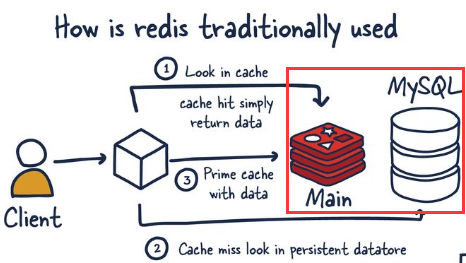 How is redis traditionally used
1 Look in cache
cache hit simply
return data
MySQL
3 Prime cache
with data
Main
Client
2 Cache miss look in persistent datatore